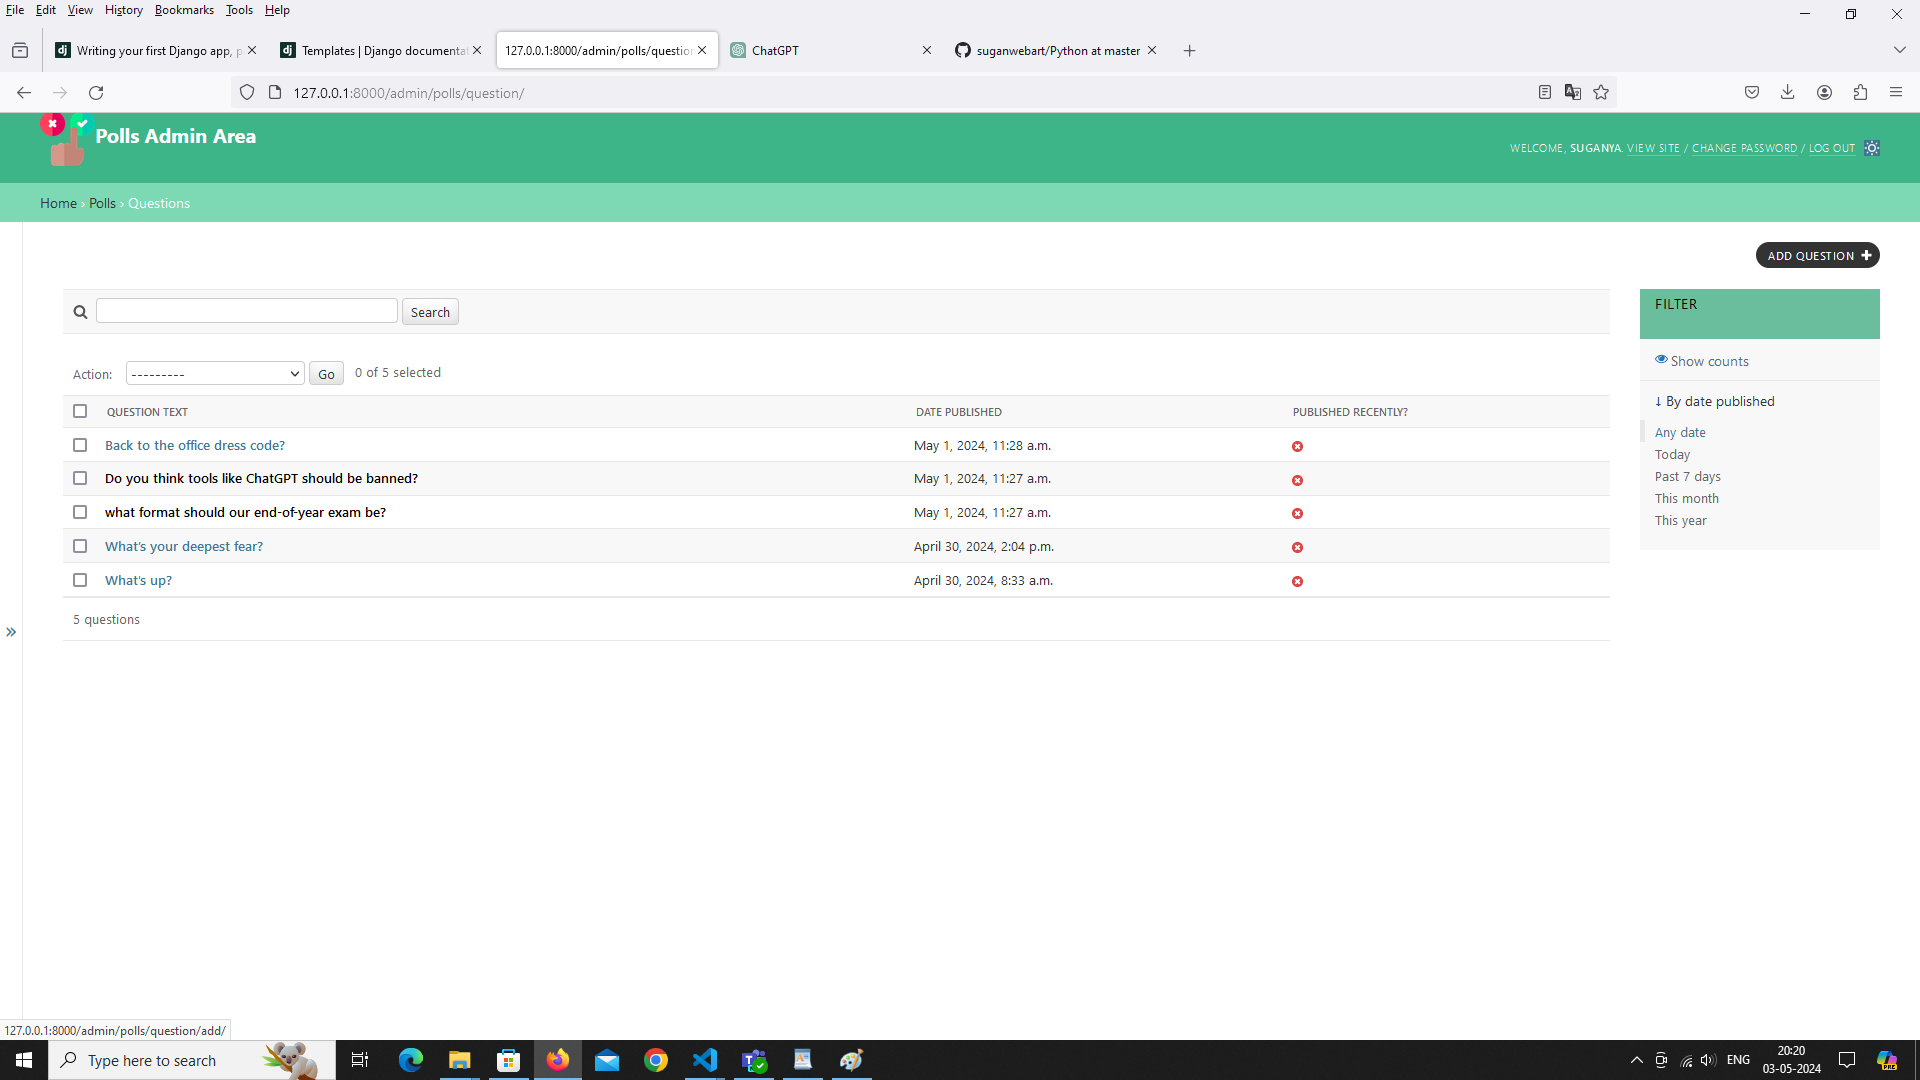 File Edit View History Bookmarks Tools Help
Writing your first Django app, p
Templates | Django documentat
127.0.0.1:8000/admin/polls/question
ChatGPT
suganwebart/Python at master
127.0.0.1:8000/admin/polls/question/
Polls Admin Area
WELCOME, SUGANYA. VIEW SITE / CHANGE PASSWORD / LOG OUT
Home › Polls › Questions
ADD QUESTION
Search
Action: --------- Go 0 of 5 selected
QUESTION TEXT DATE PUBLISHED PUBLISHED RECENTLY?
Back to the office dress code? May 1, 2024, 11:28 a.m.
Do you think tools like ChatGPT should be banned? May 1, 2024, 11:27 a.m.
what format should our end-of-year exam be? May 1, 2024, 11:27 a.m.
What's your deepest fear? April 30, 2024, 2:04 p.m.
What's up? April 30, 2024, 8:33 a.m.
5 questions
FILTER
Show counts
↓ By date published
Any date
Today
Past 7 days
This month
This year
»
127.0.0.1:8000/admin/polls/question/add/
Type here to search
ENG
20:20
03-05-2024
PRE